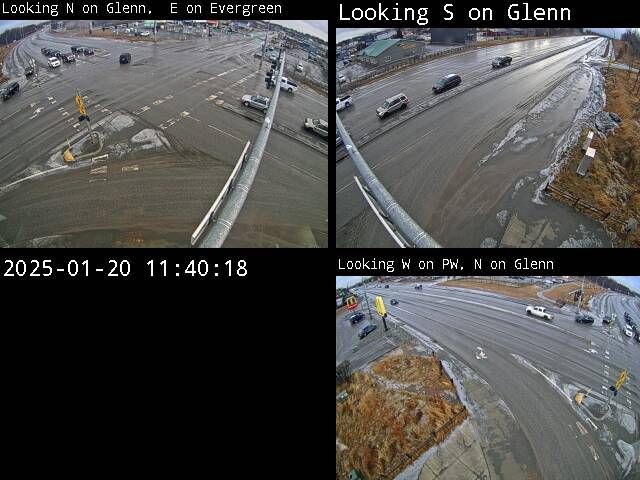 Looking N on Glenn,  E on Evergreen
Looking S on Glenn
2025-01-20 11:40:18
Looking W on PW, N on Glenn